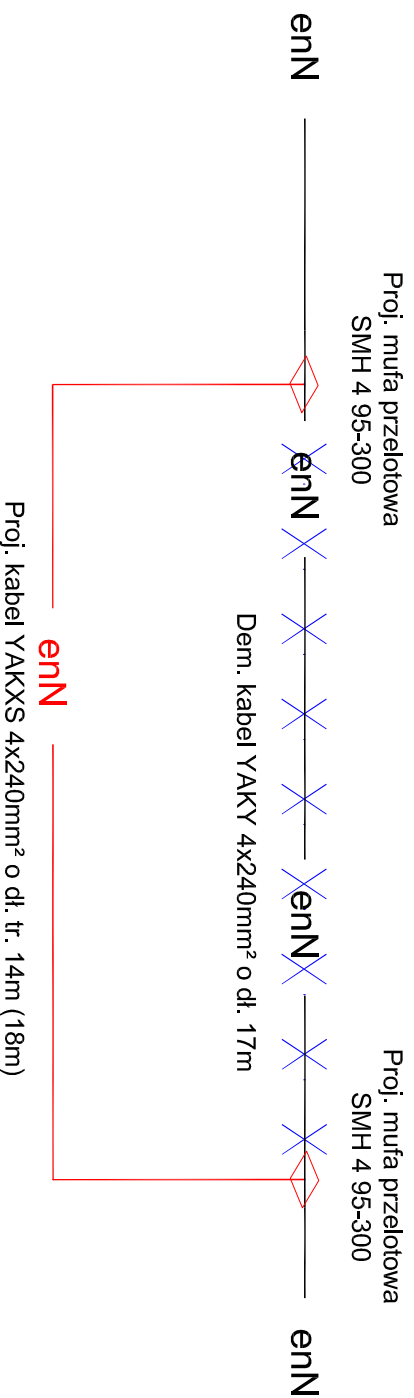 Proj. mufa przelotowa
SMH 4 95-300
Proj. mufa przelotowa
SMH 4 95-300
enN
enN
enN
enN
Dem. kabel YAKY 4x240mm² o dł. 17m
enN
Proj. kabel YAKXS 4x240mm² o dł. tr. 14m (18m)